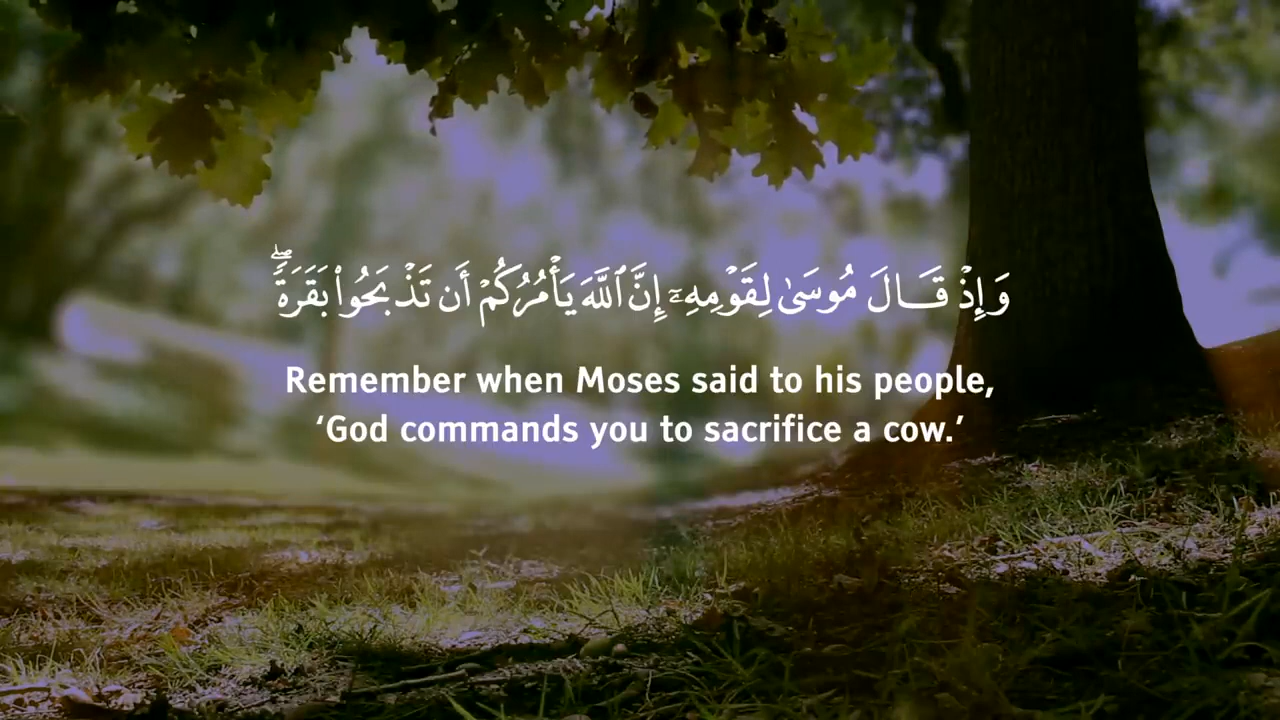 وَإِذْ قَالَ مُوسَىٰ لِقَوْمِهِۦٓ إِنَّ ٱللَّهَ يَأْمُرُكُمْ أَن تَذْبَحُوا۟ بَقَرَةًۖ
Remember when Moses said to his people,
‘God commands you to sacrifice a cow.’